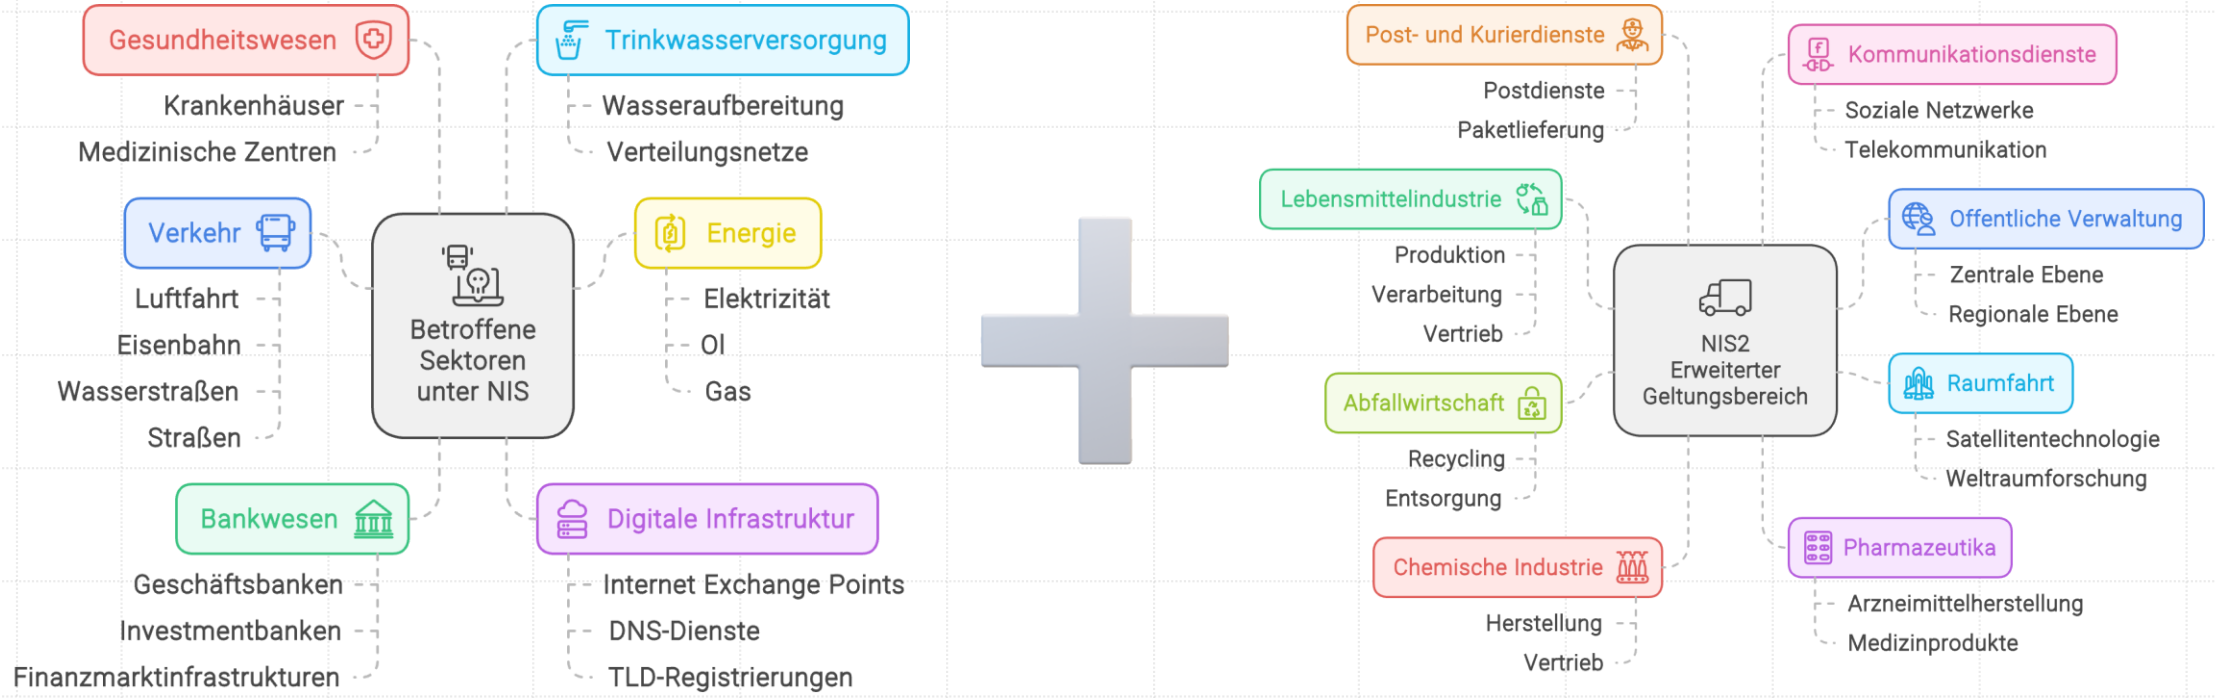 Gesundheitswesen
Krankenhäuser
Medizinische Zentren
Trinkwasserversorgung
Wasseraufbereitung
Verteilungsnetze
Verkehr
Luftfahrt
Eisenbahn
Wasserstraßen
Straßen
Betroffene
Sektoren
unter NIS
Energie
Elektrizität
Ol
Gas
Bankwesen
Geschäftsbanken
Investmentbanken
Finanzmarktinfrastrukturen
Digitale Infrastruktur
Internet Exchange Points
DNS-Dienste
TLD-Registrierungen
Post- und Kurierdienste
Postdienste
Paketlieferung
Kommunikationsdienste
Soziale Netzwerke
Telekommunikation
Lebensmittelindustrie
Produktion
Verarbeitung
Vertrieb
Offentliche Verwaltung
Zentrale Ebene
Regionale Ebene
NIS2
Erweiterter
Geltungsbereich
Abfallwirtschaft
Recycling
Entsorgung
Raumfahrt
Satellitentechnologie
Weltraumforschung
Chemische Industrie
Herstellung
Vertrieb
Pharmazeutika
Arzneimittelherstellung
Medizinprodukte